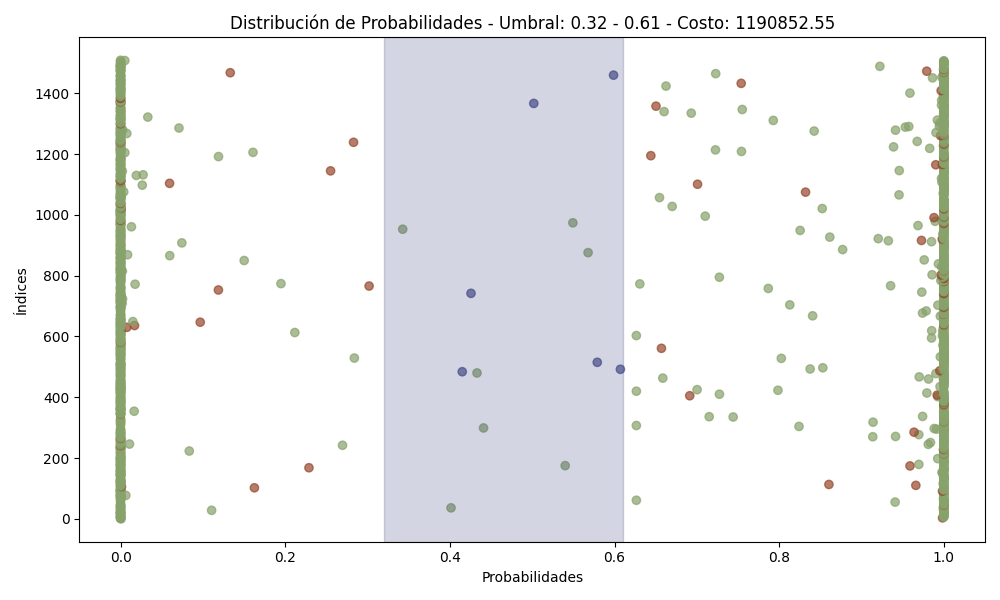 Distribución de Probabilidades - Umbral: 0.32 - 0.61 - Costo: 1190852.55
Índices
1400
1200
1000
800
600
400
200
0
0.0 0.2 0.4 0.6 0.8 1.0
Probabilidades